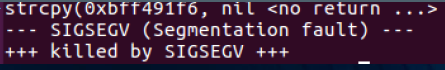 strcpy(0xbff491f6, nil <no return ...>
--- SIGSEGV (Segmentation fault) ---
+++ killed by SIGSEGV +++